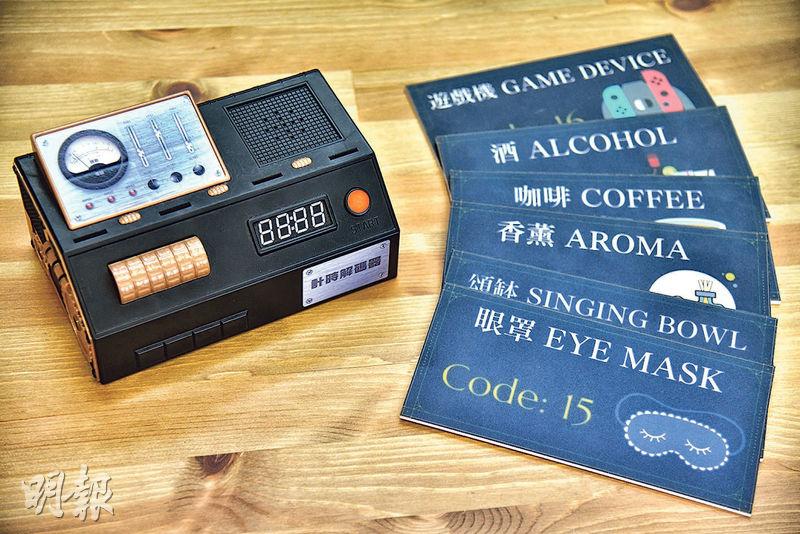 START
計時解碼器
遊戲機 GAME DEVICE
酒 ALCOHOL
咖啡 COFFEE
香薰 AROMA
頌缽 SINGING BOWL
眼罩 EYE MASK
Code: 15
明報